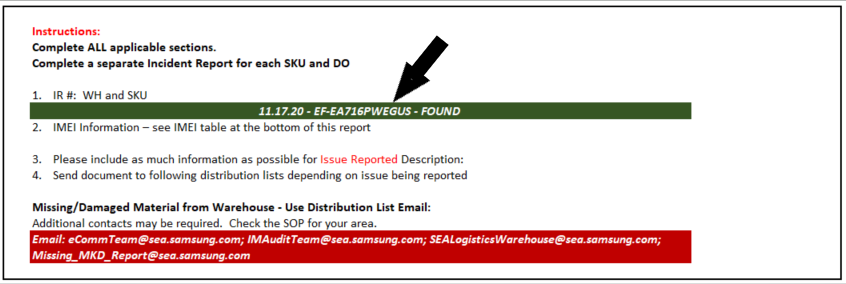 Instructions:
Complete ALL applicable sections.
Complete a separate Incident Report for each SKU and DO
1. IR #: WH and SKU
11.17.20 - EF-EA716PWEGUS - FOUND
2. IMEI Information – see IMEI table at the bottom of this report
3. Please include as much information as possible for Issue Reported Description:
4. Send document to following distribution lists depending on issue being reported
Missing/Damaged Material from Warehouse - Use Distribution List Email:
Additional contacts may be required. Check the SOP for your area.
Email: eCommTeam@sea.samsung.com; IMAuditTeam@sea.samsung.com; SEALogisticsWarehouse@sea.samsung.com;
Missing_MKD_Report@sea.samsung.com